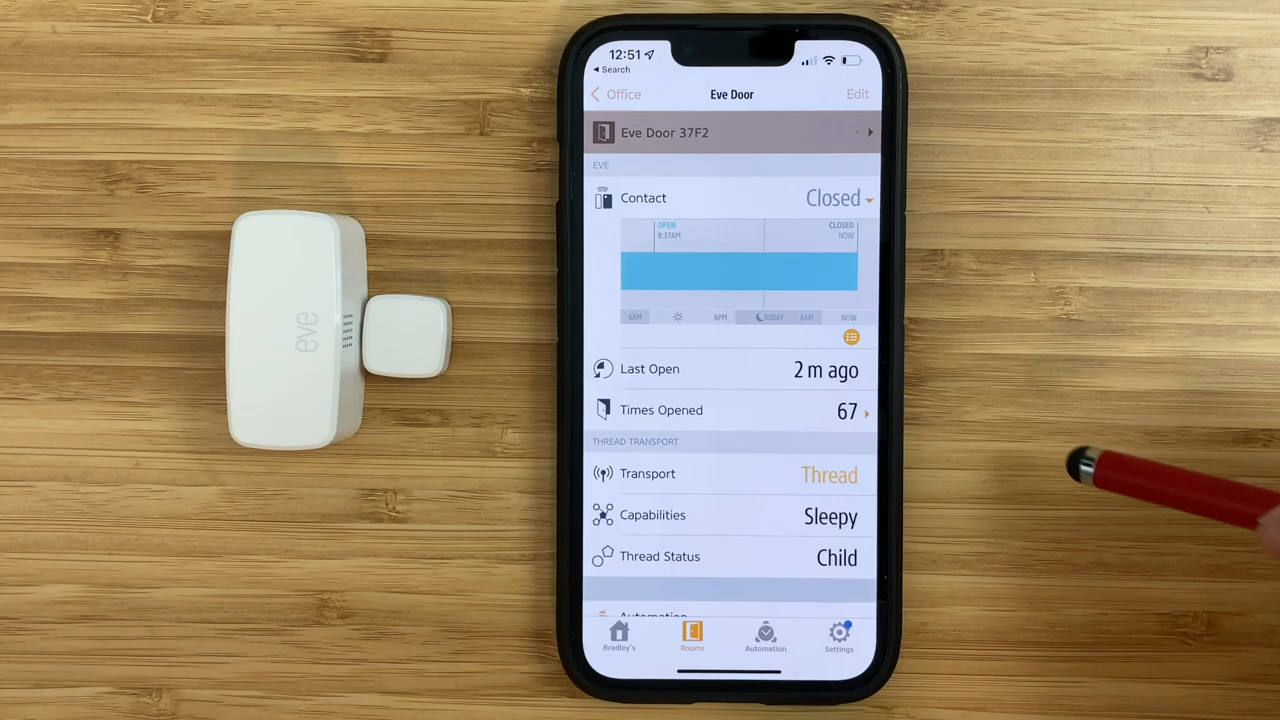 eve
12:51
Search
Office
Eve Door
Edit
Eve Door 37F2
EVE
Contact
Closed
OPEN
CLOSED
8:37AM
NOW
6AM
6PM
TODAY
6AM
NOW
Last Open
2 m ago
Times Opened
67
THREAD TRANSPORT
Transport
Thread
Capabilities
Sleepy
Thread Status
Child
Automation
Bradley's
Rooms
Automation
Settings